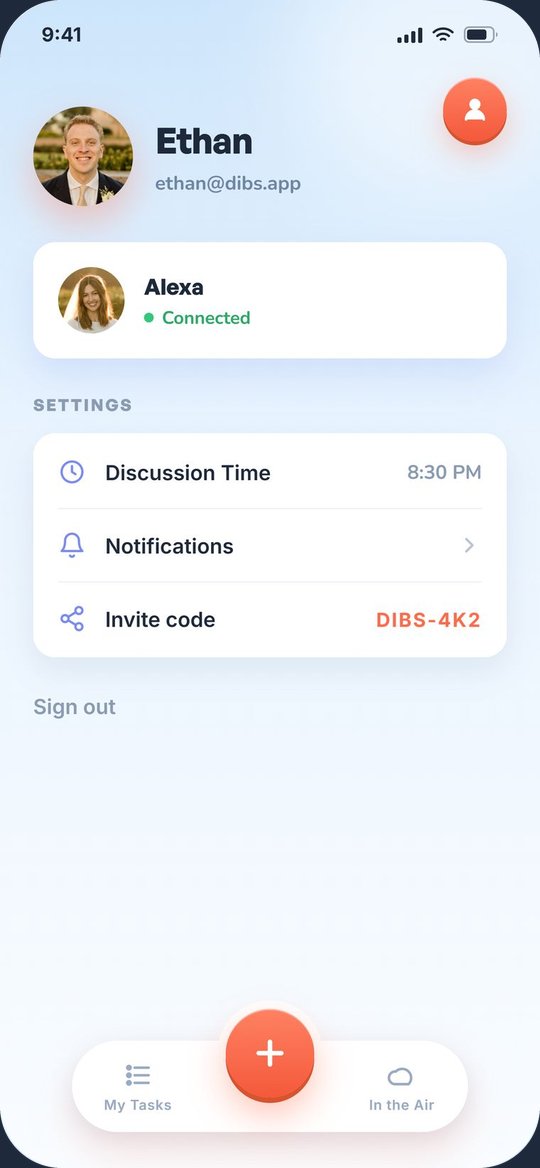 9:41
Ethan
ethan@dibs.app
Alexa
Connected
SETTINGS
Discussion Time 8:30 PM
Notifications
Invite code DIBS-4K2
Sign out
My Tasks In the Air